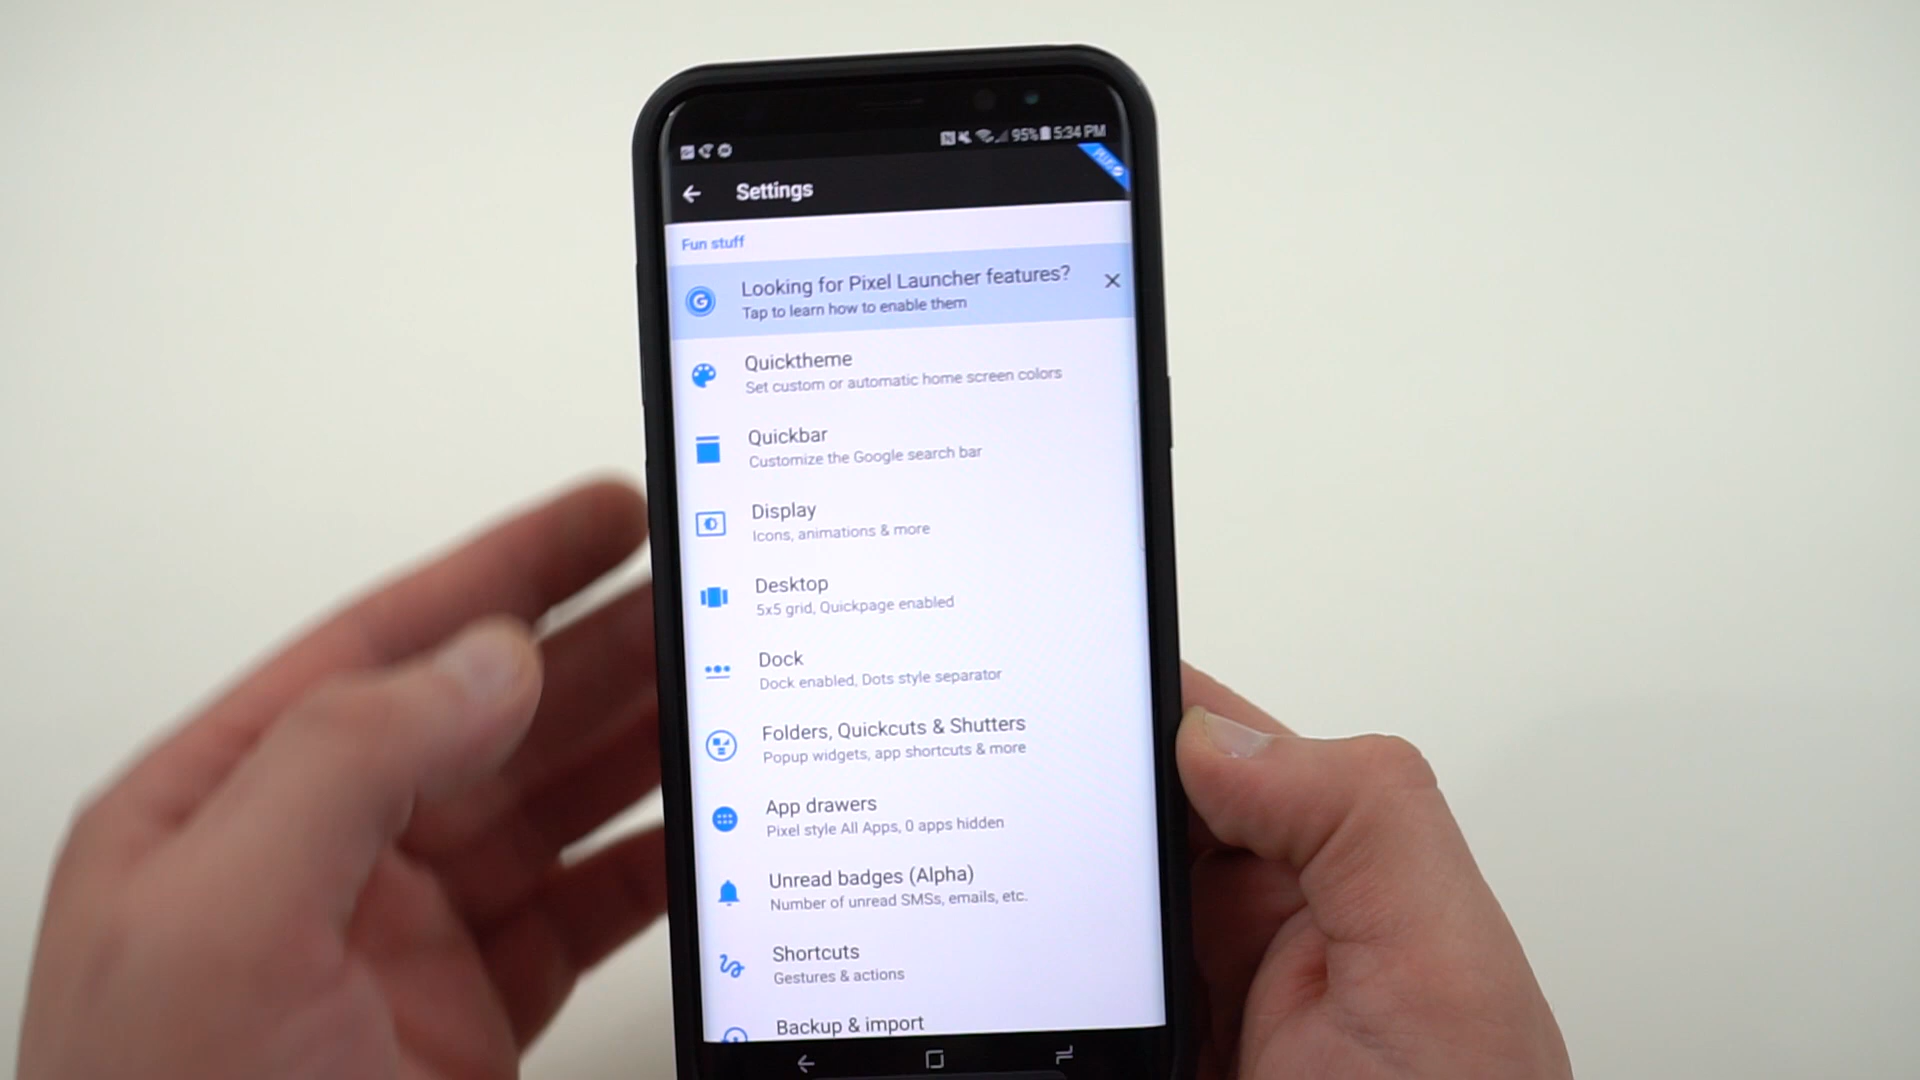 95% 5:34 PM
PLUS
Settings
Fun stuff
G
Looking for Pixel Launcher features?
Tap to learn how to enable them
Quicktheme
Set custom or automatic home screen colors
Quickbar
Customize the Google search bar
Display
Icons, animations & more
Desktop
5x5 grid, Quickpage enabled
Dock
Dock enabled, Dots style separator
Folders, Quickcuts & Shutters
Popup widgets, app shortcuts & more
App drawers
Pixel style All Apps, 0 apps hidden
Unread badges (Alpha)
Number of unread SMSs, emails, etc.
Shortcuts
Gestures & actions
Backup & import